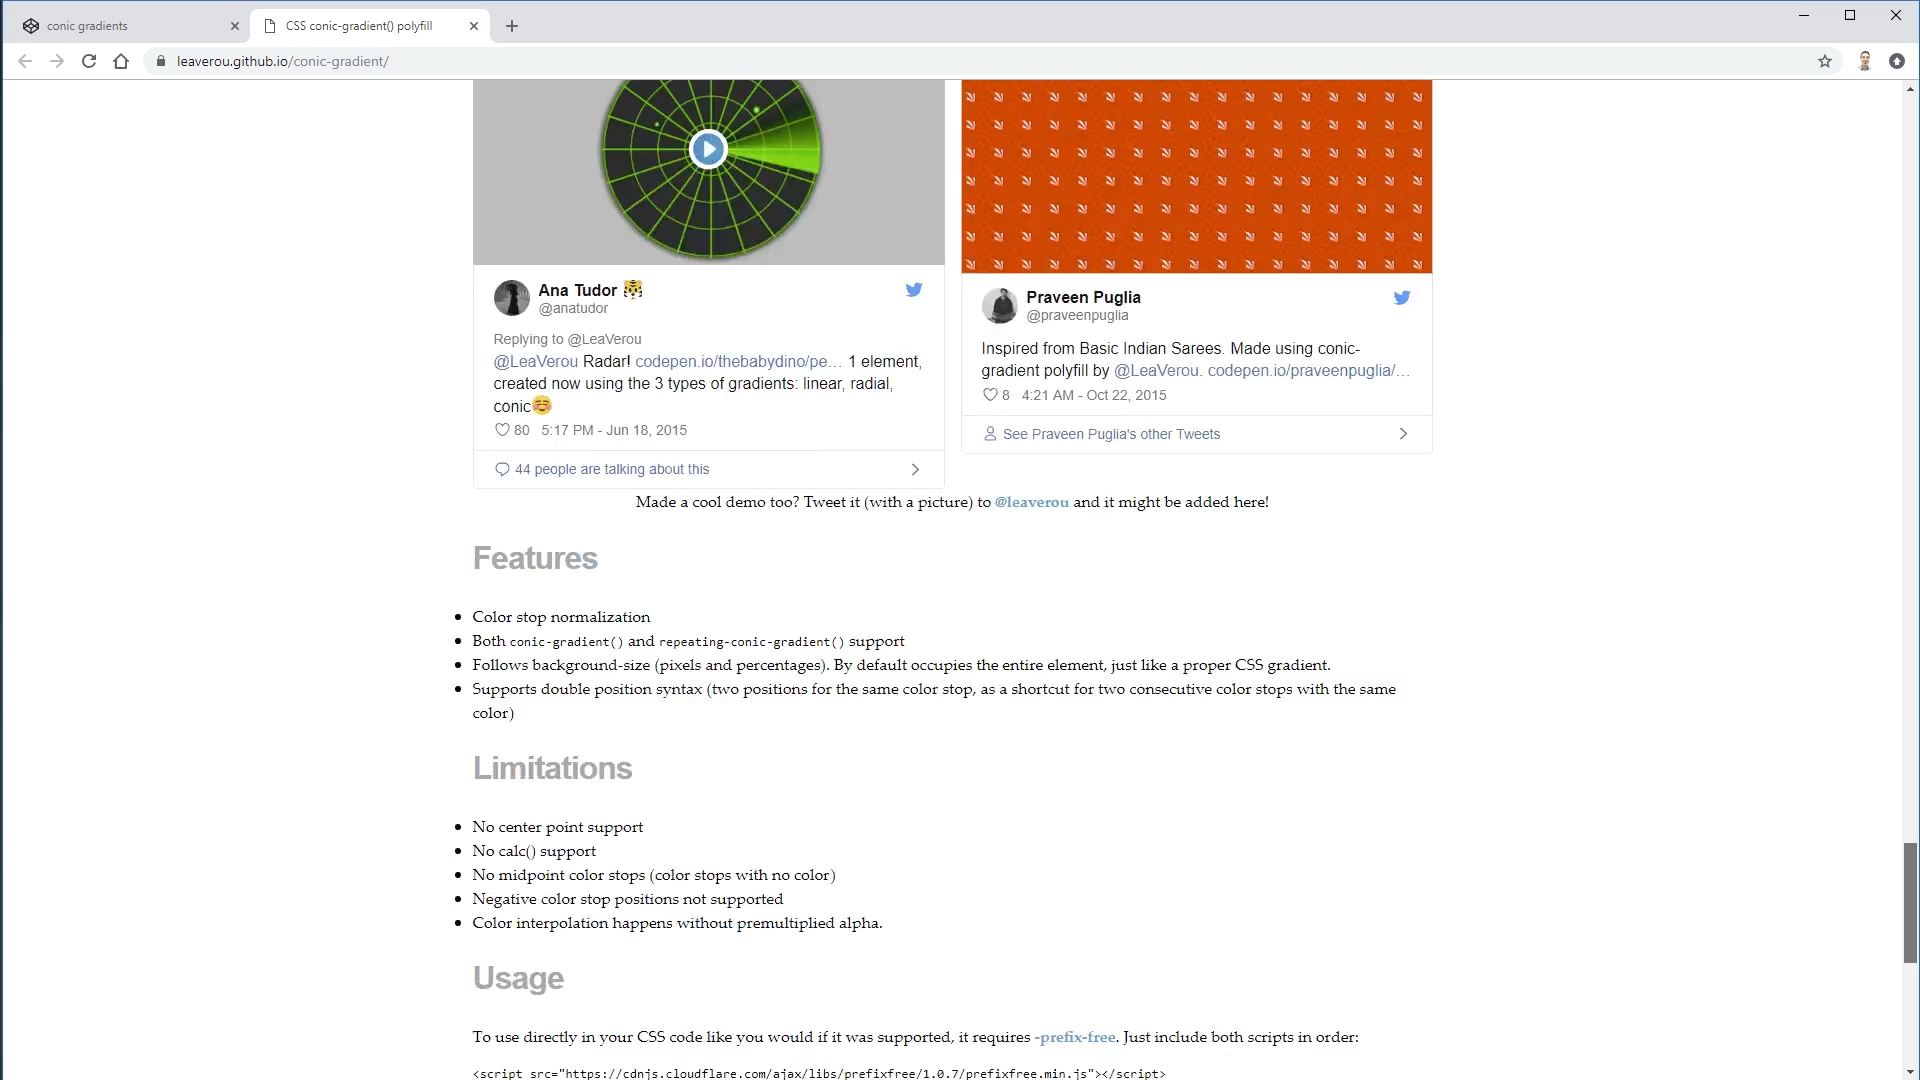 conic gradients
CSS conic-gradient() polyfill
leaverou.github.io/conic-gradient/
Ana Tudor 🐯
@anatudor
Replying to @LeaVerou
@LeaVerou Radar! codepen.io/thebabydino/pe… 1 element,
created now using the 3 types of gradients: linear, radial,
conic☺️
80 5:17 PM - Jun 18, 2015
44 people are talking about this
Praveen Puglia
@praveenpuglia
Inspired from Basic Indian Sarees. Made using conic-
gradient polyfill by @LeaVerou. codepen.io/praveenpuglia/…
8 4:21 AM - Oct 22, 2015
See Praveen Puglia's other Tweets
Made a cool demo too? Tweet it (with a picture) to @leaverou and it might be added here!
Features
Color stop normalization
Both conic-gradient() and repeating-conic-gradient() support
Follows background-size (pixels and percentages). By default occupies the entire element, just like a proper CSS gradient.
Supports double position syntax (two positions for the same color stop, as a shortcut for two consecutive color stops with the same
color)
Limitations
No center point support
No calc() support
No midpoint color stops (color stops with no color)
Negative color stop positions not supported
Color interpolation happens without premultiplied alpha.
Usage
To use directly in your CSS code like you would if it was supported, it requires -prefix-free. Just include both scripts in order:
<script src="https://cdnjs.cloudflare.com/ajax/libs/prefixfree/1.0.7/prefixfree.min.js"></script>